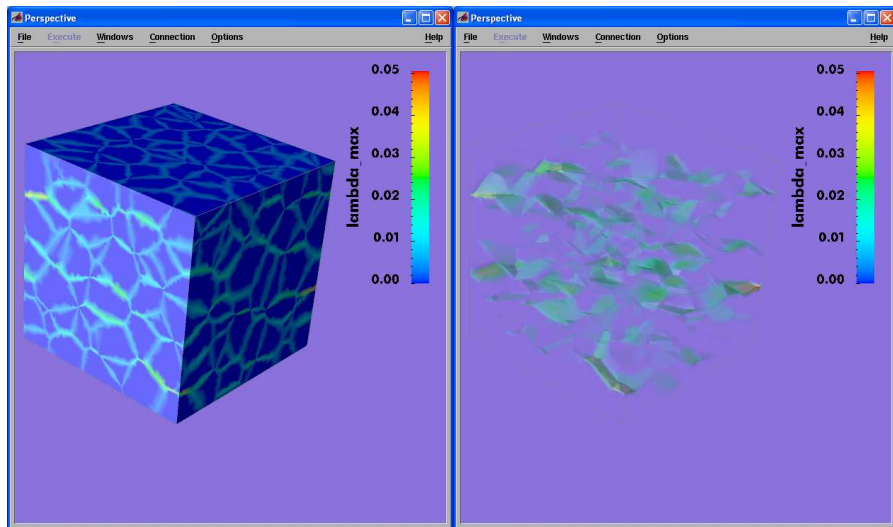 Perspective
File Execute Windows Connection Options Help
0.05
0.04
0.03
0.02
0.01
0.00
lambda_max
Perspective
File Execute Windows Connection Options Help
0.05
0.04
0.03
0.02
0.01
0.00
lambda_max